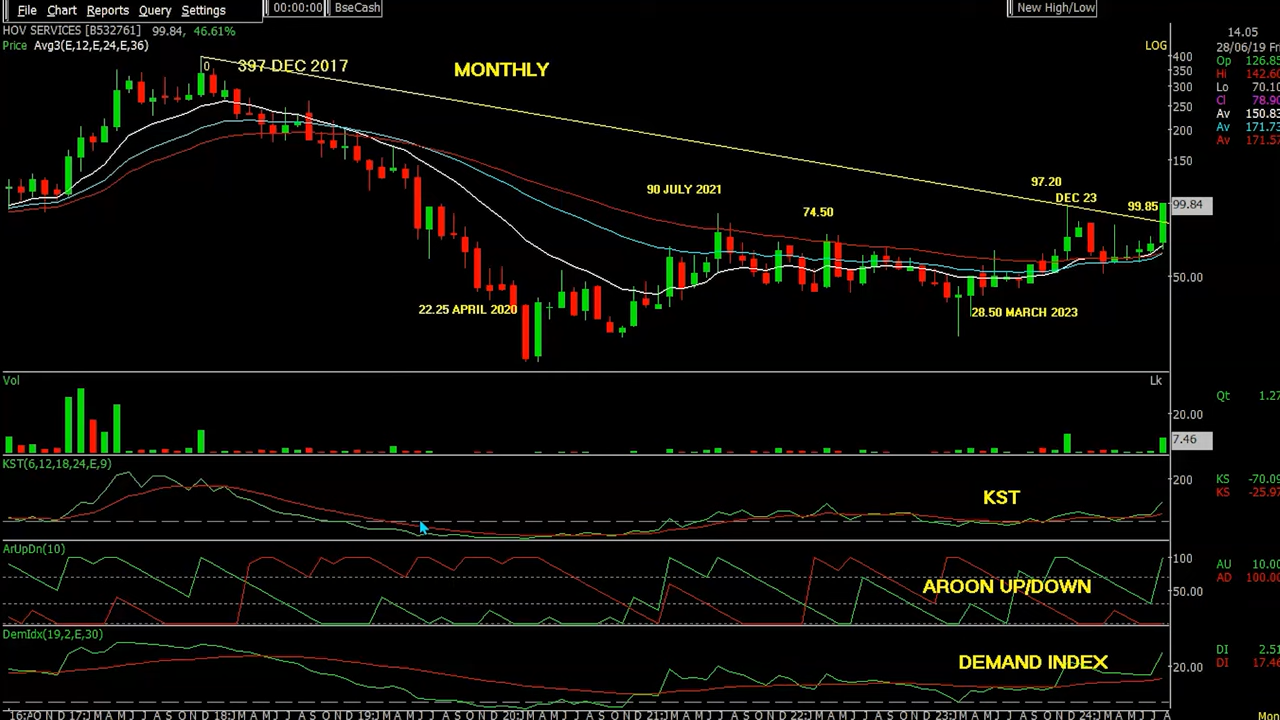 File Chart Reports Query Settings 00:00:00 BseCash New High/Low
HOV SERVICES [B532761] 99.84, 46.61% 14.05
Price Avg3(E,12,E,24,E,36) LOG 28/06/19 Fri
397 DEC 2017 MONTHLY
0
400
350
300
250
200
150
99.84
50.00
Op 126.85
Hi 142.60
Lo 70.10
Cl 78.90
Av 150.83
Av 171.73
Av 171.57
90 JULY 2021
97.20
DEC 23
74.50
99.85
22.25 APRIL 2020
28.50 MARCH 2023
Vol Lk
Qt 1.27
20.00
7.46
KST(6,12,18,24,E,9)
200
KS -70.09
KS -25.97
KST
ArUpDn(10)
100
50.00
AU 10.00
AD 100.00
AROON UP/DOWN
DemIdx(19,2,E,30)
DI 2.51
DI 17.46
20.00
DEMAND INDEX